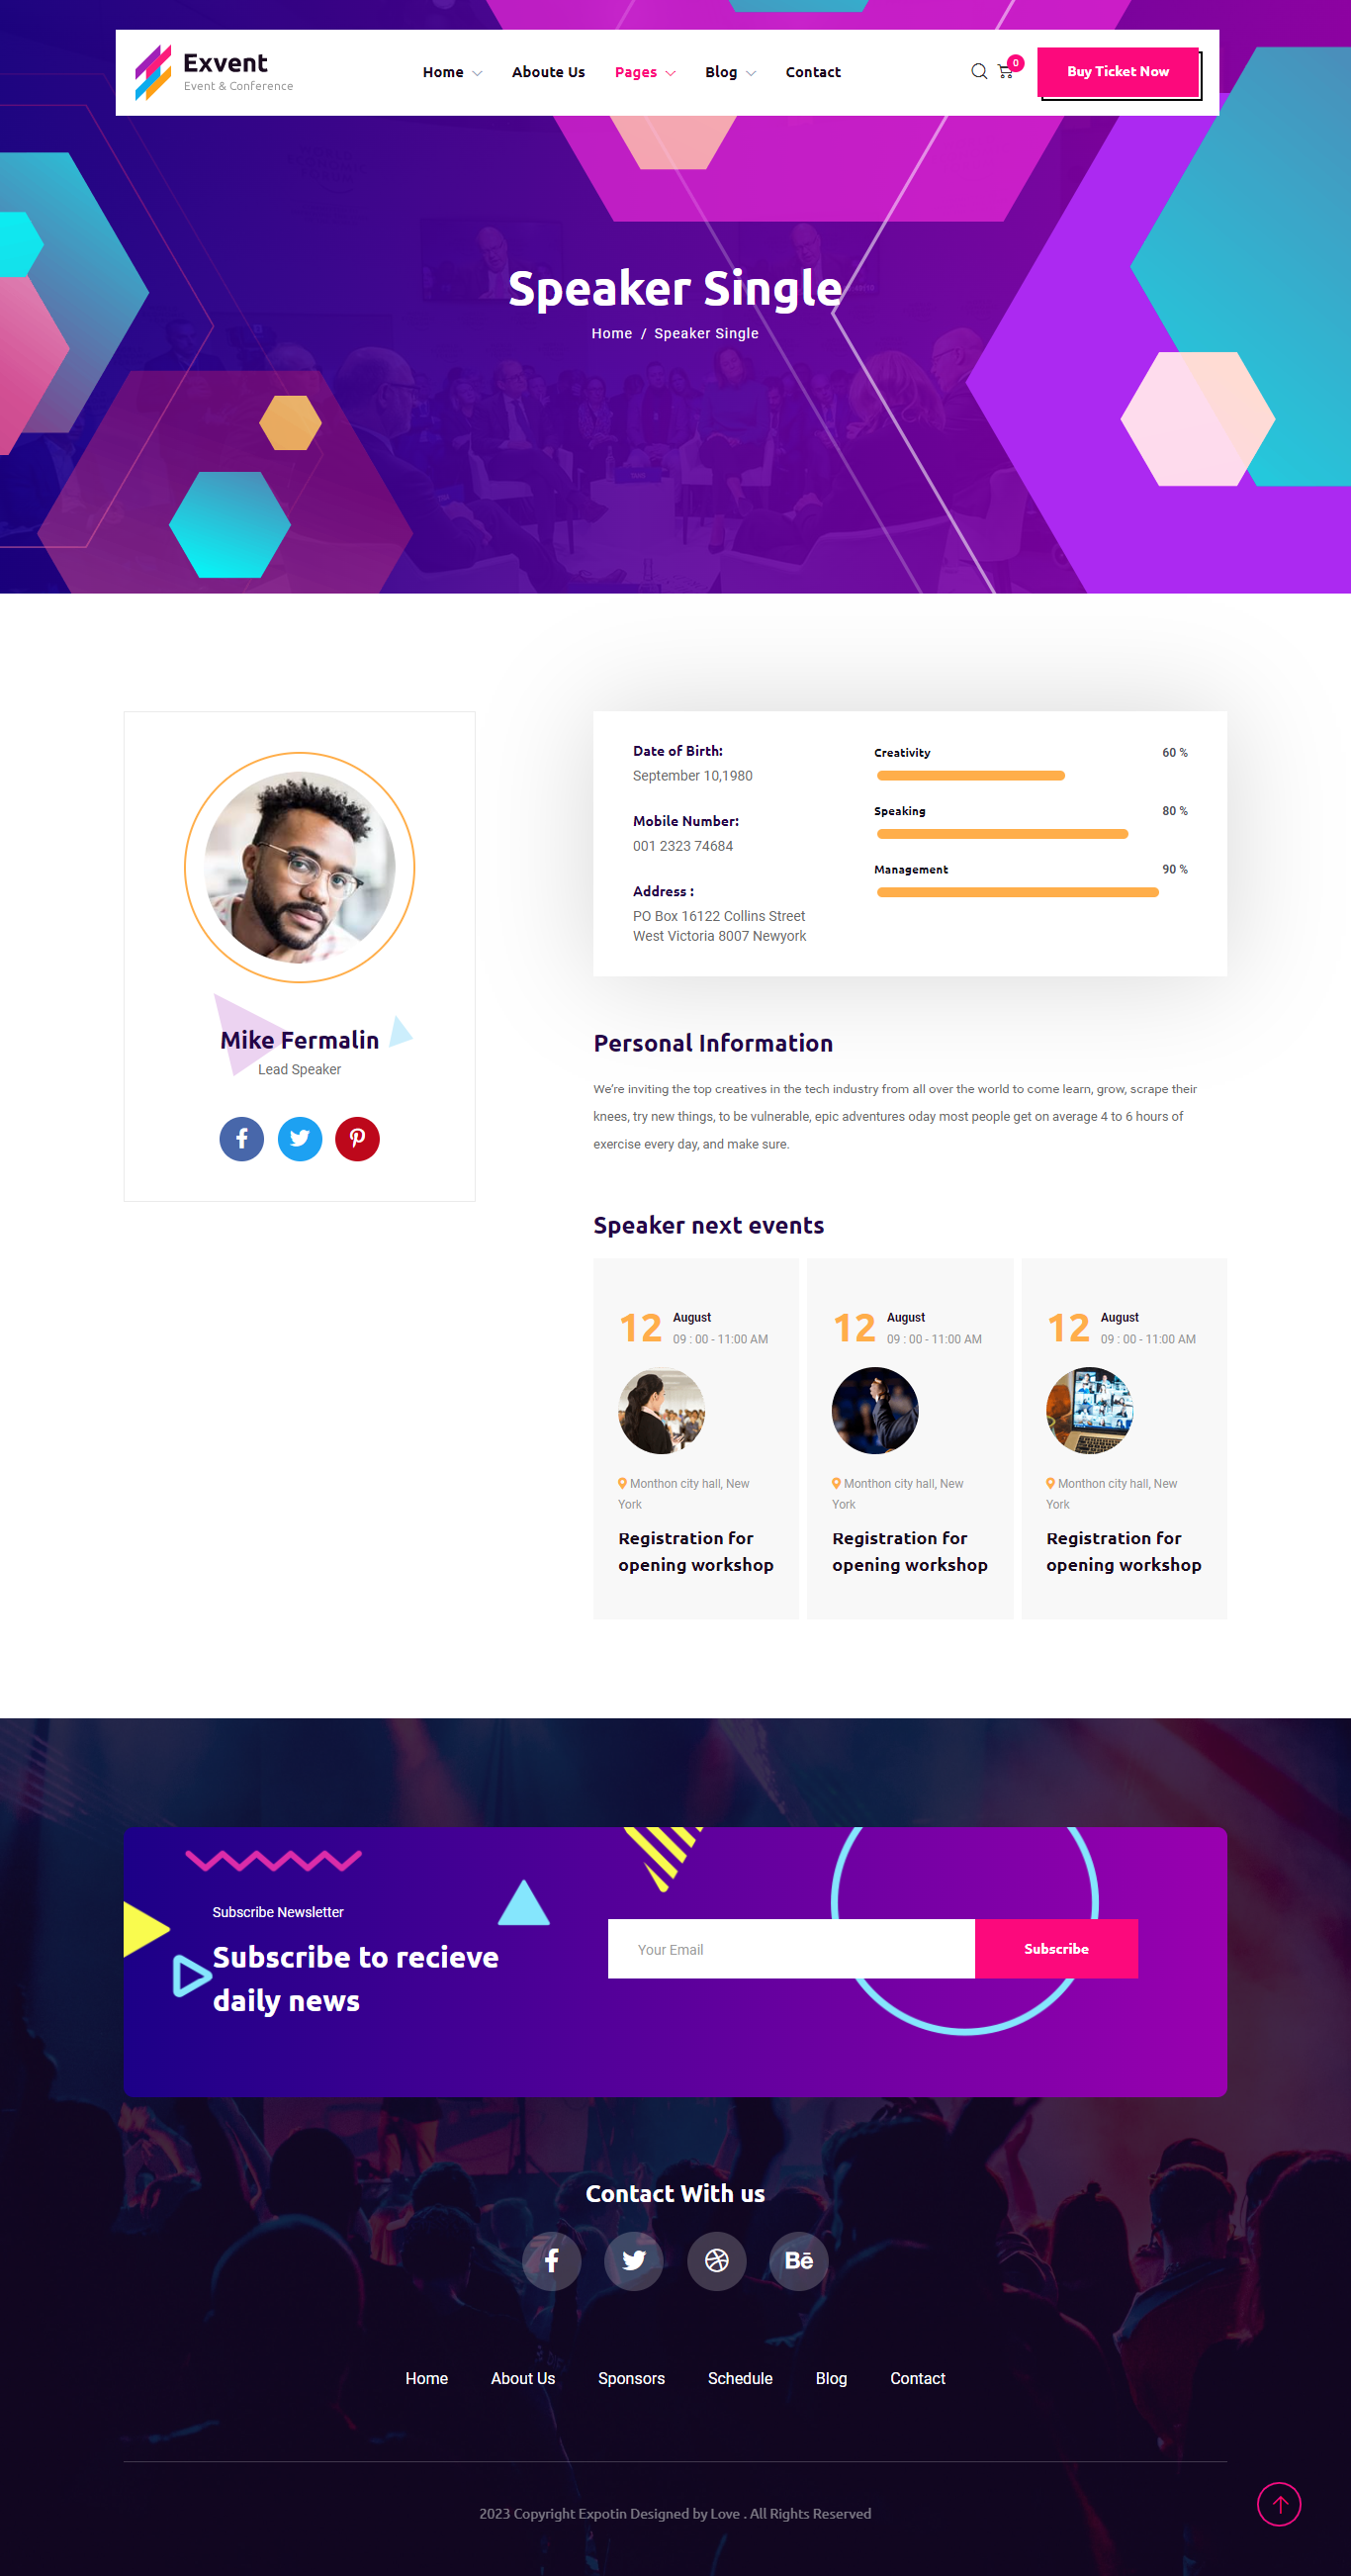 Exvent
Event & Conference
Home
Aboute Us
Pages
Blog
Contact
0
Buy Ticket Now
Speaker Single
Home / Speaker Single
Mike Fermalin
Lead Speaker
Date of Birth:
September 10,1980
Mobile Number:
001 2323 74684
Address :
PO Box 16122 Collins Street
West Victoria 8007 Newyork
Creativity 60 %
Speaking 80 %
Management 90 %
Personal Information
We're inviting the top creatives in the tech industry from all over the world to come learn, grow, scrape their
knees, try new things, to be vulnerable, epic adventures oday most people get on average 4 to 6 hours of
exercise every day, and make sure.
Speaker next events
12
August
09 : 00 - 11:00 AM
Monthon city hall, New
York
Registration for
opening workshop
12
August
09 : 00 - 11:00 AM
Monthon city hall, New
York
Registration for
opening workshop
12
August
09 : 00 - 11:00 AM
Monthon city hall, New
York
Registration for
opening workshop
Subscribe Newsletter
Subscribe to recieve
daily news
Your Email
Subscribe
Contact With us
Bē
Home
About Us
Sponsors
Schedule
Blog
Contact
2023 Copyright Expotin Designed by Love . All Rights Reserved